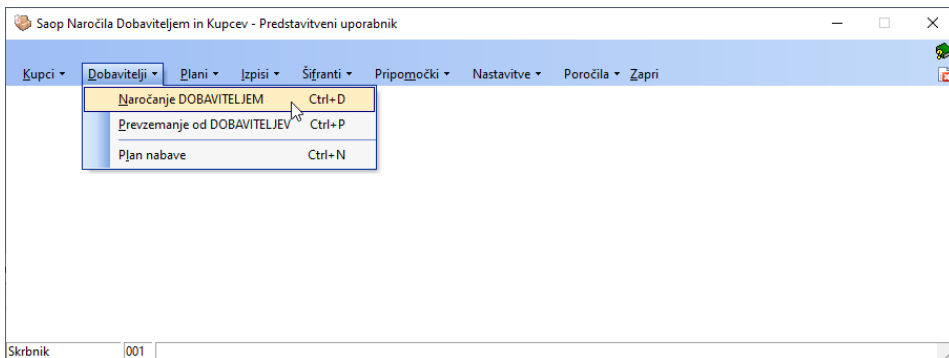 Saop Naročila Dobaviteljem in Kupcev - Predstavitveni uporabnik
Kupci Dobavitelji Plani Izpisi Šifranti Pripomočki Nastavitve Poročila Zapri
Naročanje DOBAVITELJEM Ctrl+D
Prevzemanje od DOBAVITELJEV Ctrl+P
Plan nabave Ctrl+N
Skrbnik 001